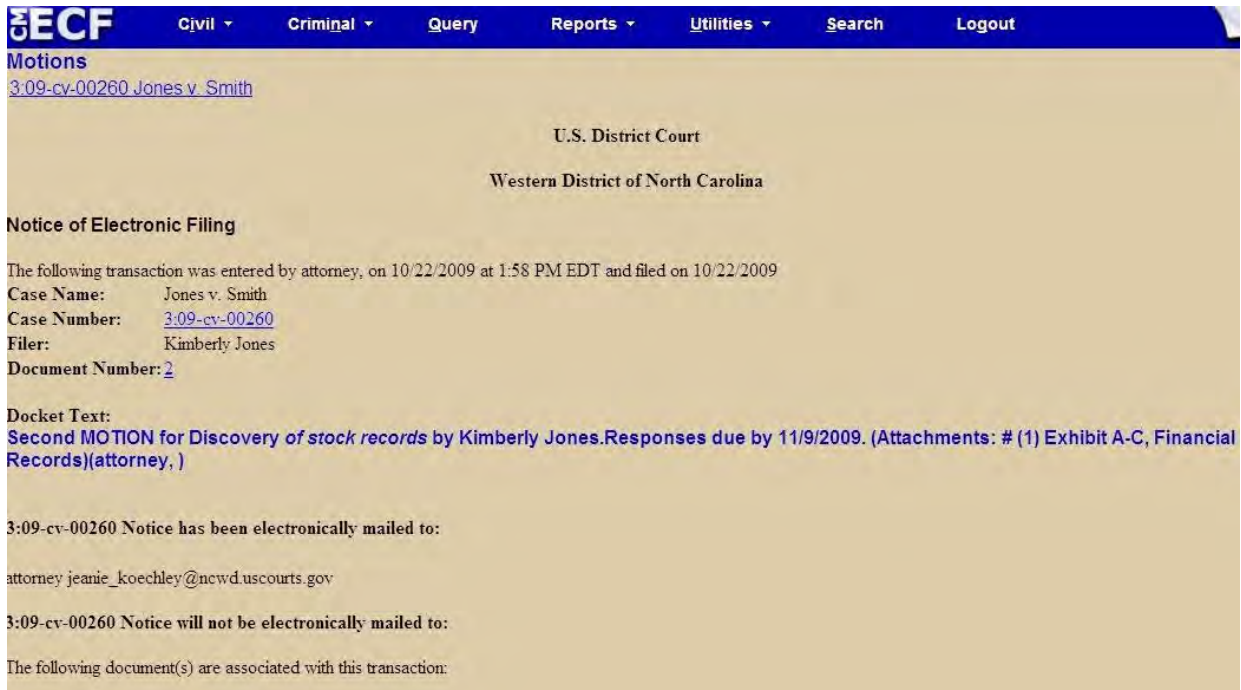 CM ECF Civil Criminal Query Reports Utilities Search Logout
Motions
3:09-cv-00260 Jones v. Smith
U.S. District Court
Western District of North Carolina
Notice of Electronic Filing
The following transaction was entered by attorney, on 10/22/2009 at 1:58 PM EDT and filed on 10/22/2009
Case Name: Jones v. Smith
Case Number: 3:09-cv-00260
Filer: Kimberly Jones
Document Number: 2
Docket Text:
Second MOTION for Discovery of stock records by Kimberly Jones.Responses due by 11/9/2009. (Attachments: # (1) Exhibit A-C, Financial
Records)(attorney, )
3:09-cv-00260 Notice has been electronically mailed to:
attorney jeanie_koechley@ncwd.uscourts.gov
3:09-cv-00260 Notice will not be electronically mailed to:
The following document(s) are associated with this transaction: